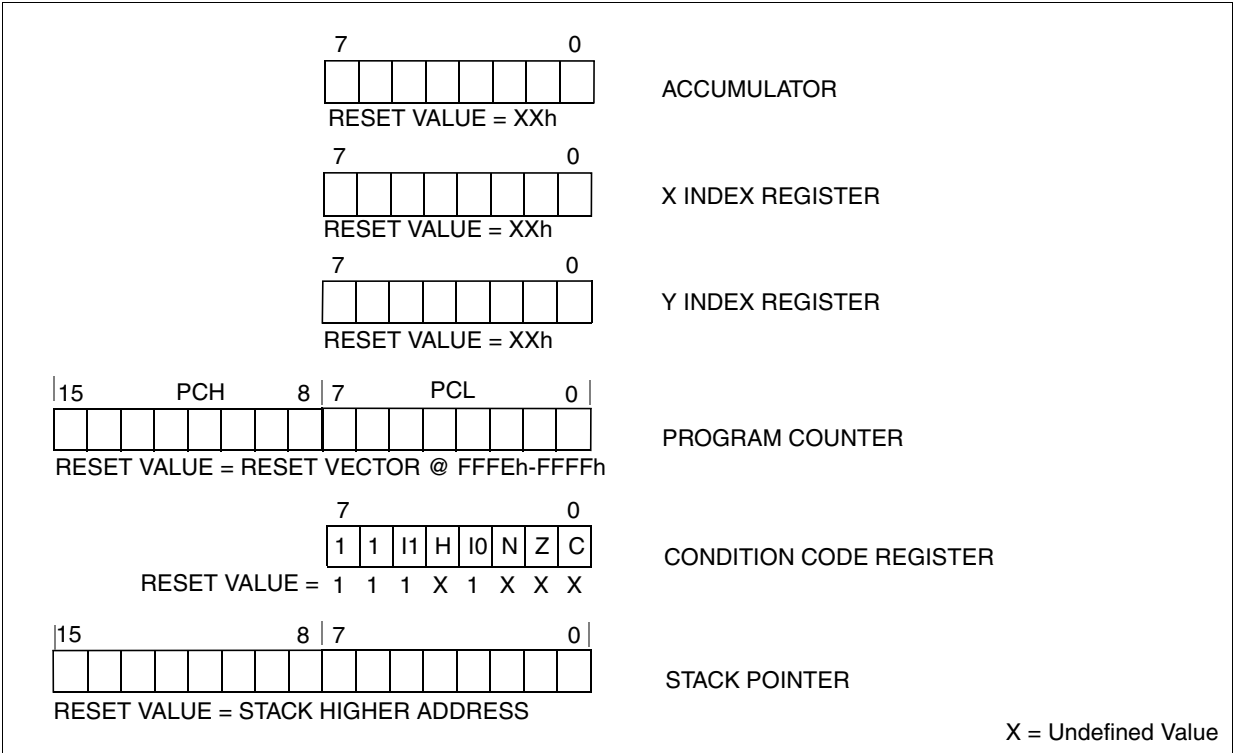 7 0
ACCUMULATOR
RESET VALUE = XXh
7 0
X INDEX REGISTER
RESET VALUE = XXh
7 0
Y INDEX REGISTER
RESET VALUE = XXh
15 PCH 8 7 PCL 0
PROGRAM COUNTER
RESET VALUE = RESET VECTOR @ FFFEh-FFFFh
7 0
1 1 I1 H I0 N Z C
CONDITION CODE REGISTER
RESET VALUE = 1 1 1 X 1 X X X
15 8 7 0
STACK POINTER
RESET VALUE = STACK HIGHER ADDRESS
X = Undefined Value